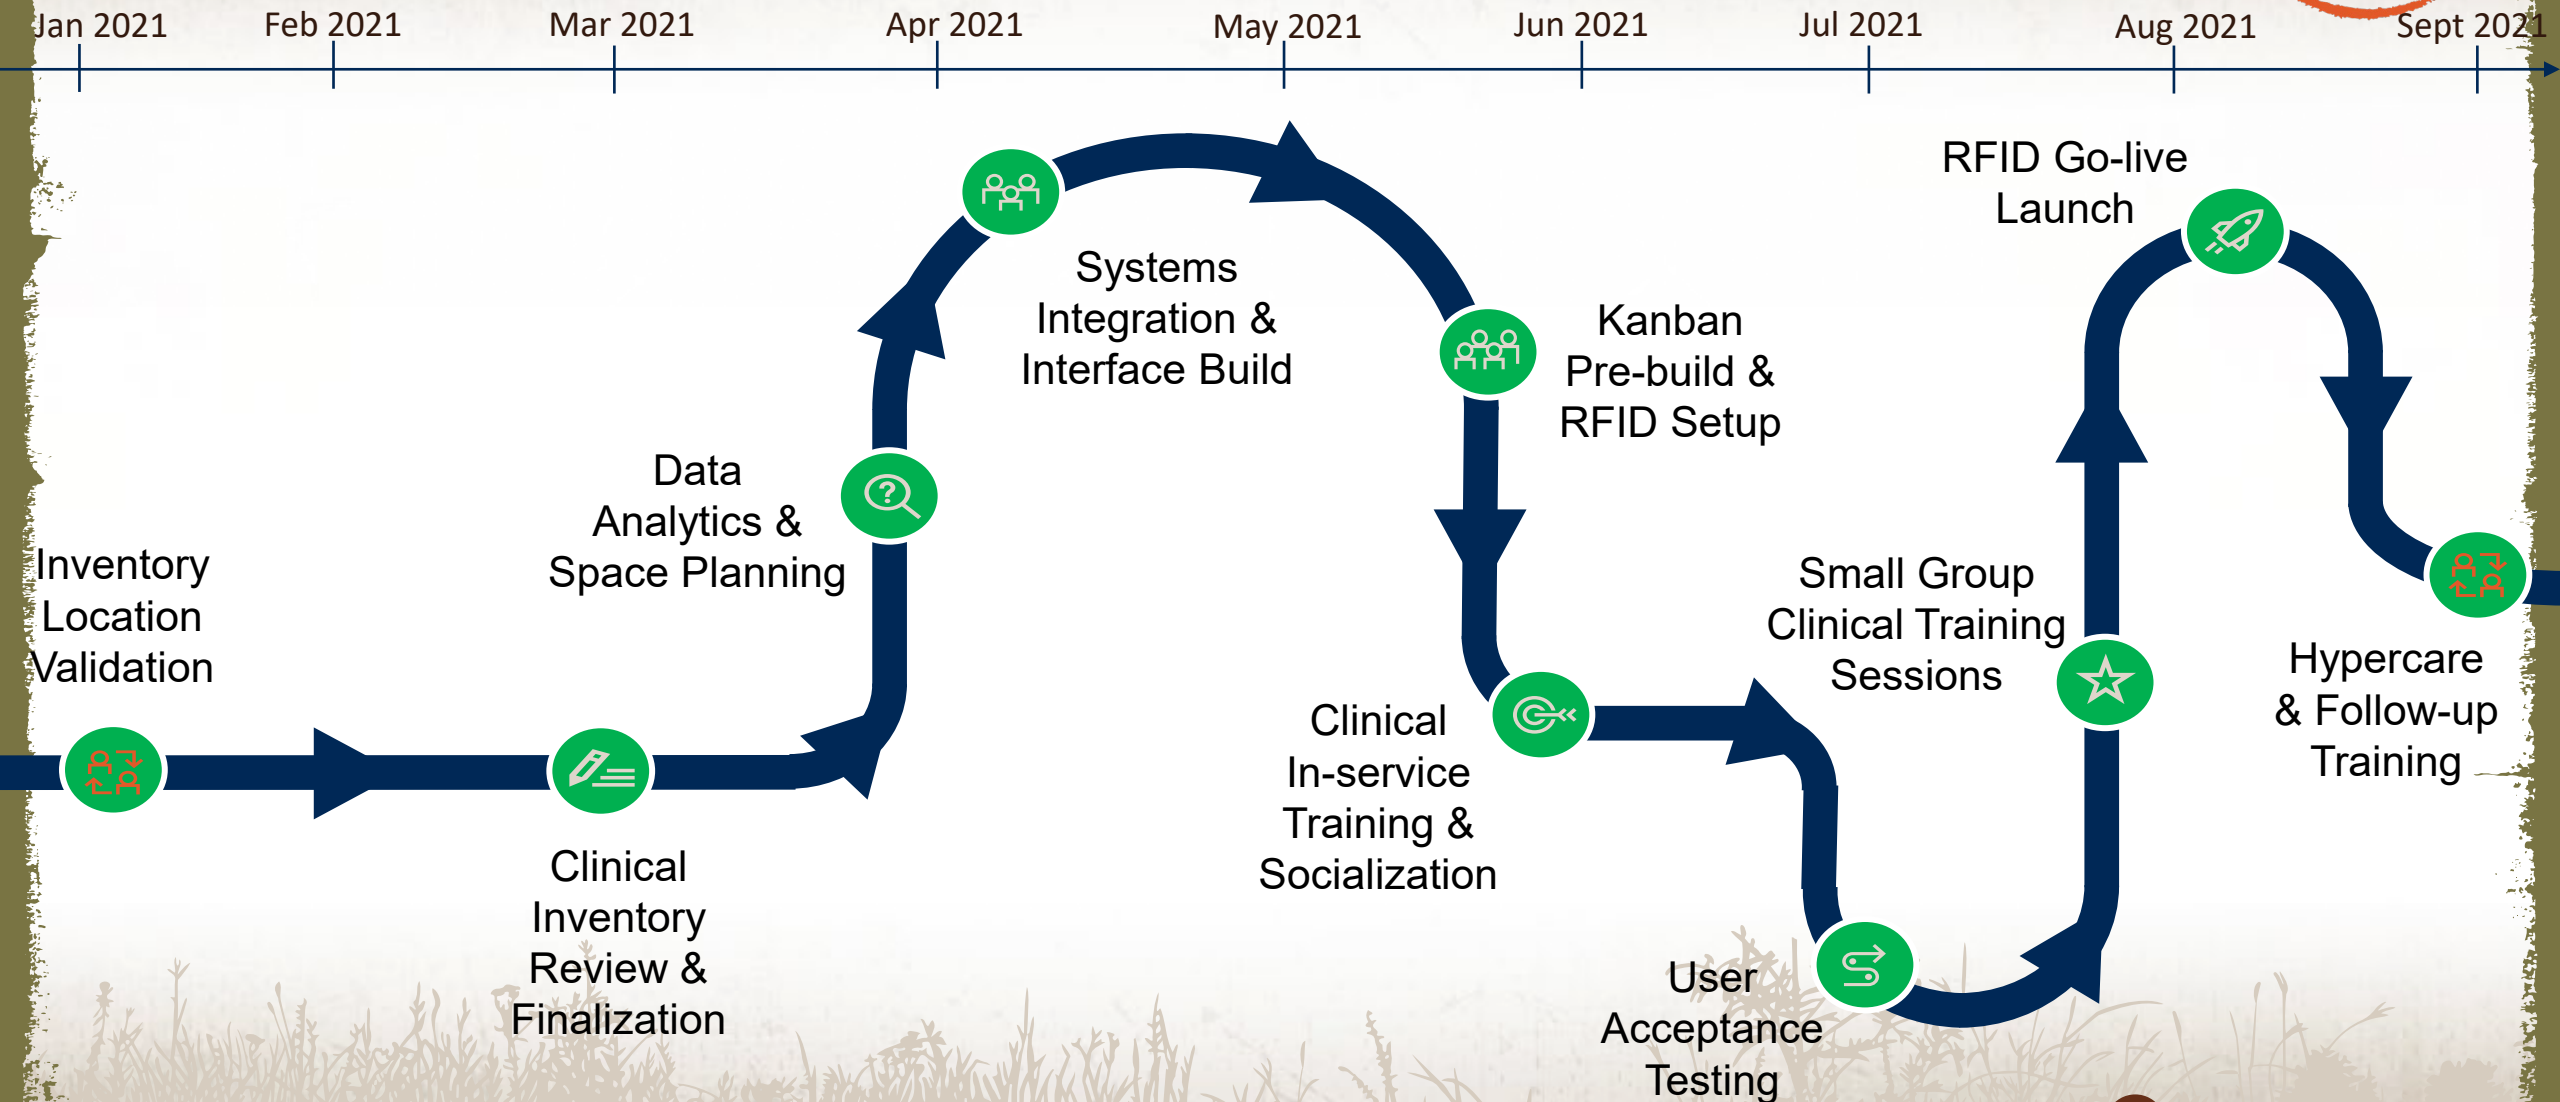 Jan 2021
Feb 2021
Mar 2021
Apr 2021
May 2021
Jun 2021
Jul 2021
Aug 2021
Sept 2021
Inventory
Location
Validation
Clinical
Inventory
Review &
Finalization
Data
Analytics &
Space Planning
Systems
Integration &
Interface Build
Kanban
Pre-build &
RFID Setup
Clinical
In-service
Training &
Socialization
User
Acceptance
Testing
Small Group
Clinical Training
Sessions
RFID Go-live
Launch
Hypercare
& Follow-up
Training